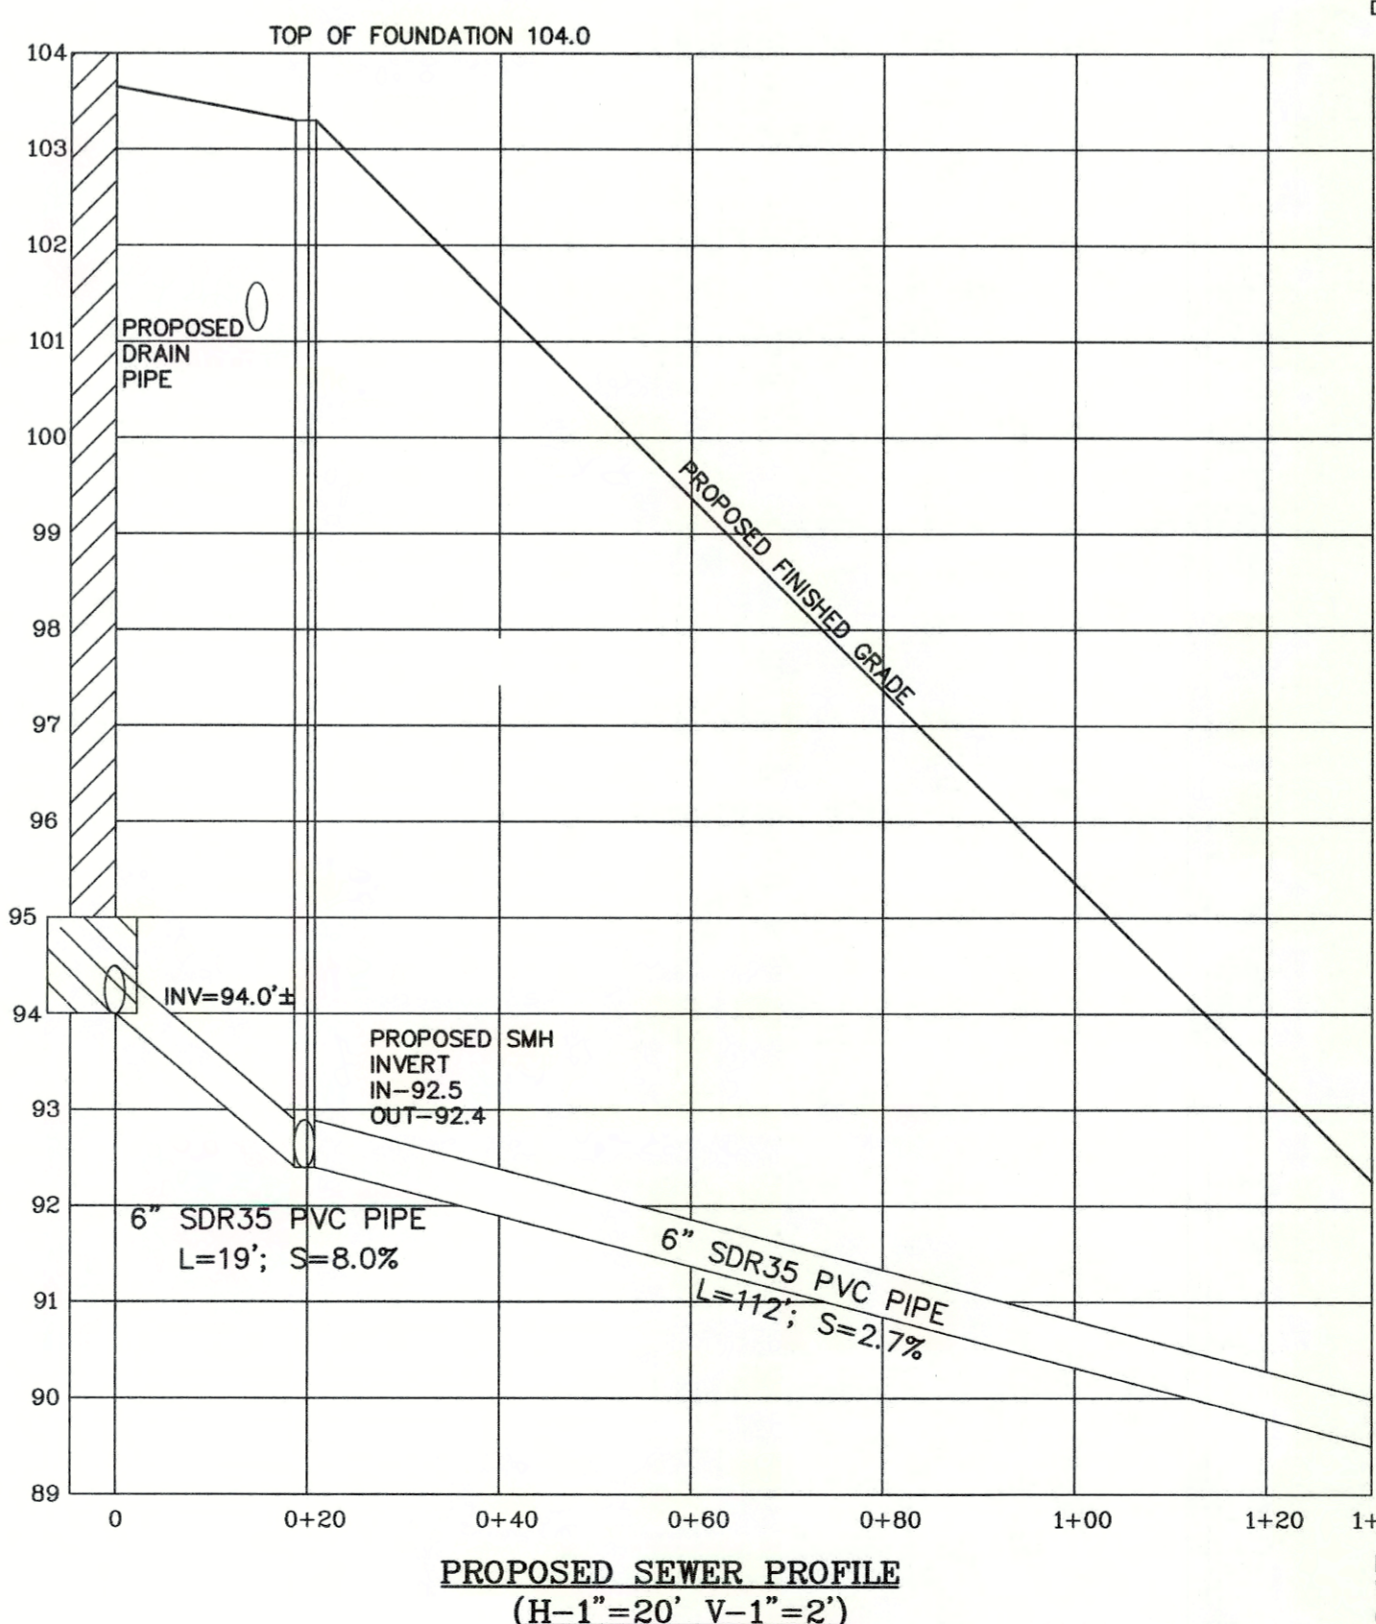 TOP OF FOUNDATION 104.0
104
103
102
101
100
99
98
97
96
95
94
93
92
91
90
89
PROPOSED
DRAIN
PIPE
PROPOSED FINISHED GRADE
INV=94.0'±
PROPOSED SMH
INVERT
IN-92.5
OUT-92.4
6" SDR35 PVC PIPE
L=19'; S=8.0%
6" SDR35 PVC PIPE
L=112'; S=2.7%
0 0+20 0+40 0+60 0+80 1+00 1+20
PROPOSED SEWER PROFILE
(H-1"=20' V-1"=2')